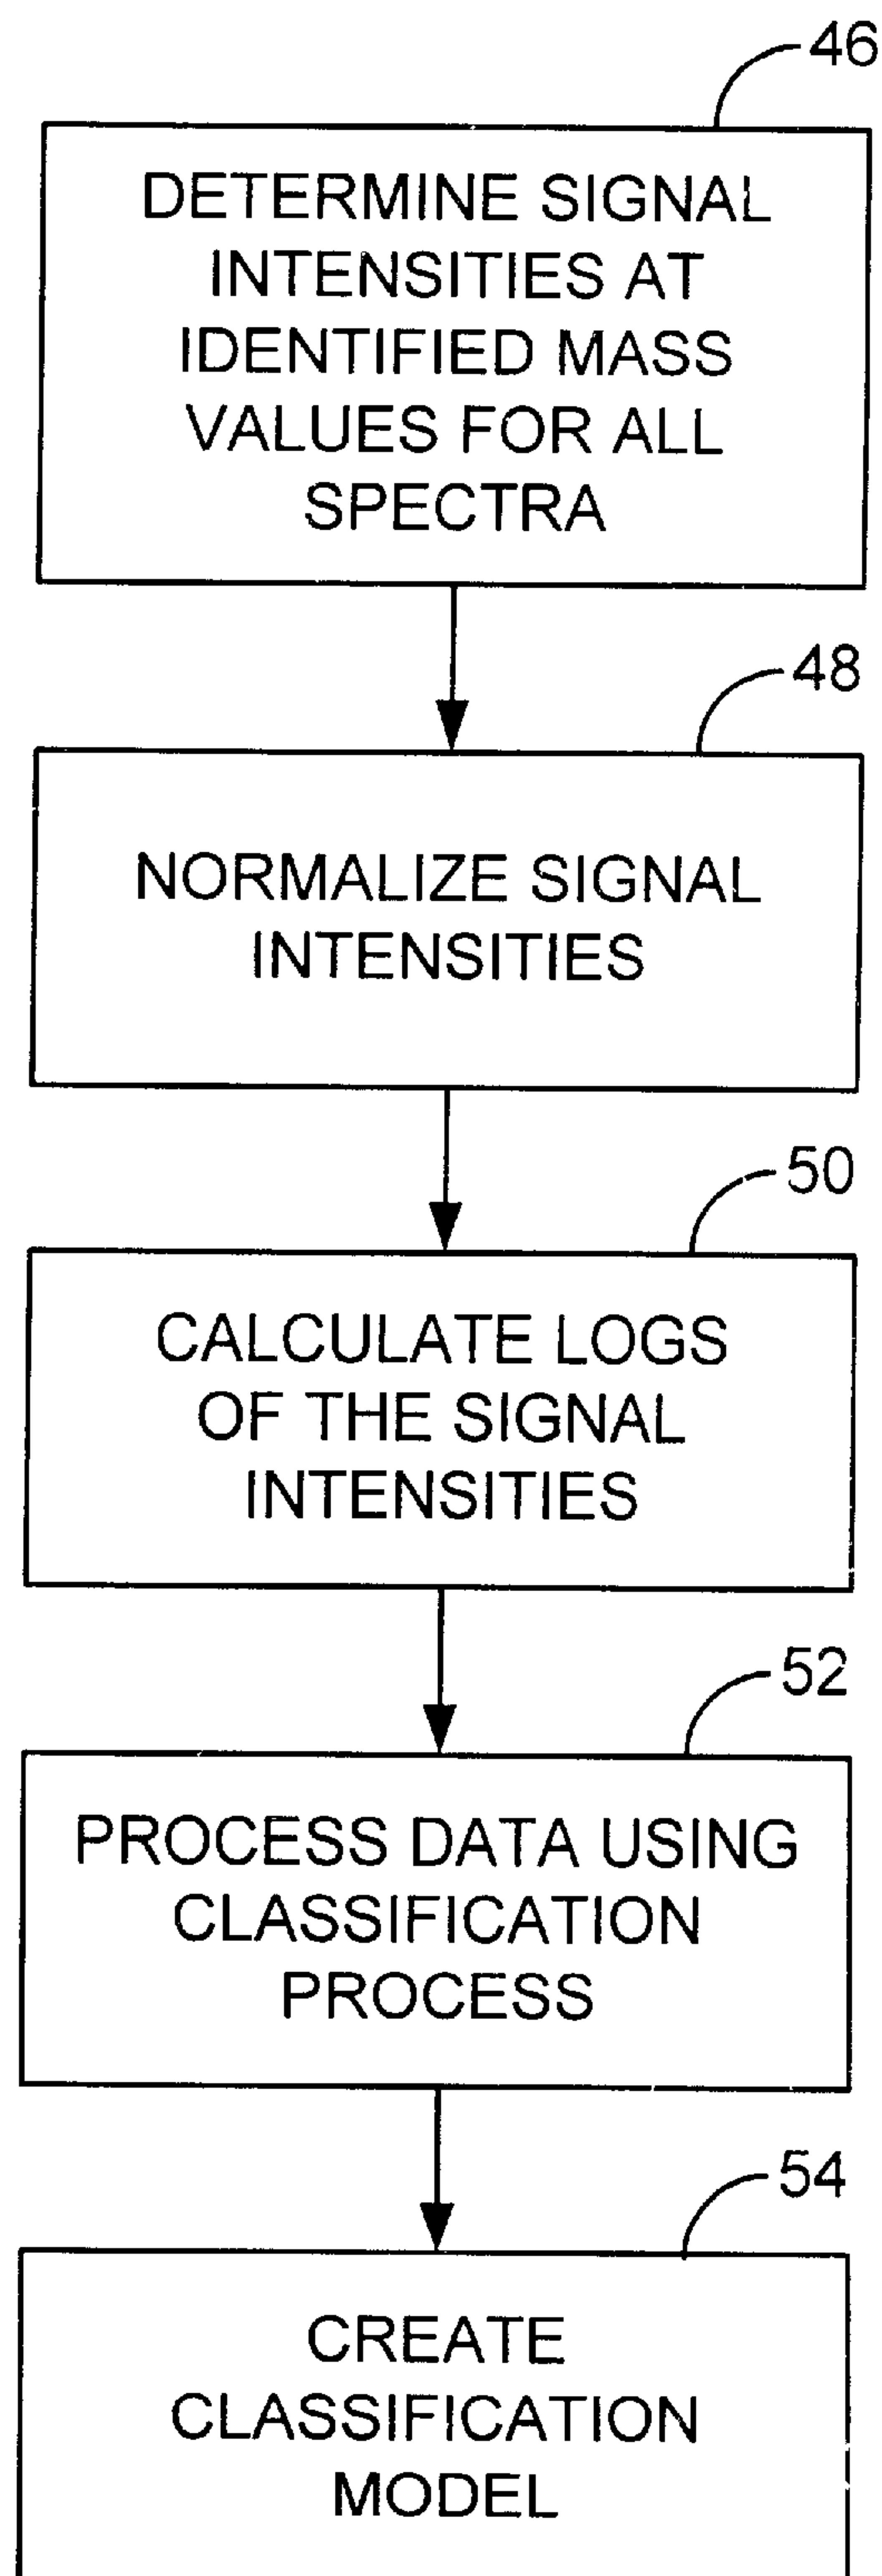 46
DETERMINE SIGNAL
INTENSITIES AT
IDENTIFIED MASS
VALUES FOR ALL
SPECTRA
48
NORMALIZE SIGNAL
INTENSITIES
50
CALCULATE LOGS
OF THE SIGNAL
INTENSITIES
52
PROCESS DATA USING
CLASSIFICATION
PROCESS
54
CREATE
CLASSIFICATION
MODEL